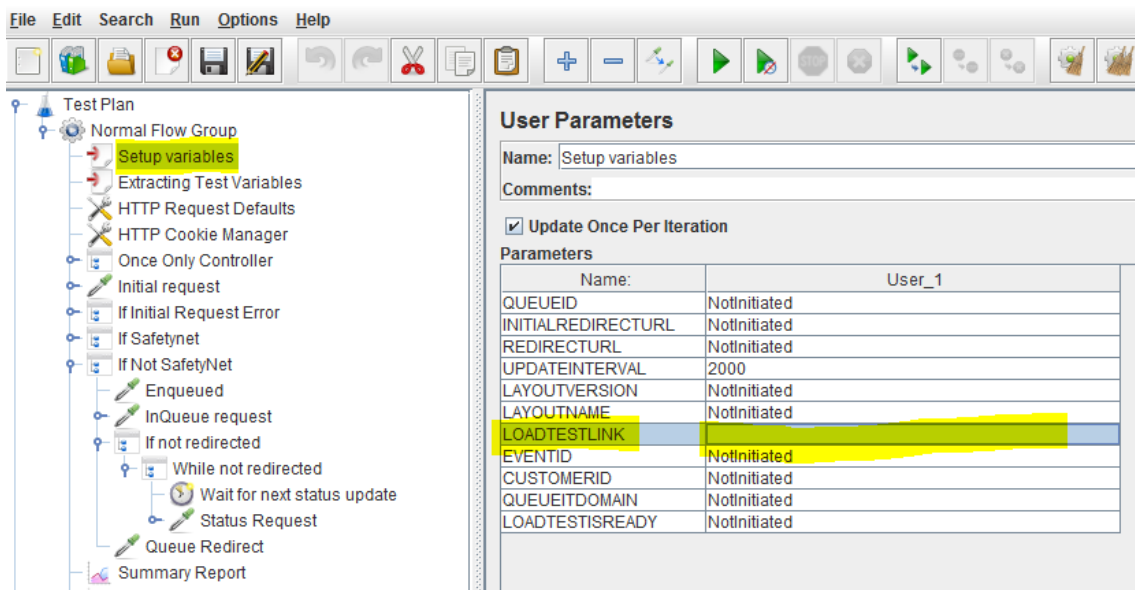 File Edit Search Run Options Help
STOP
Test Plan
Normal Flow Group
Setup variables
Extracting Test Variables
HTTP Request Defaults
HTTP Cookie Manager
Once Only Controller
Initial request
If Initial Request Error
If Safetynet
If Not SafetyNet
Enqueued
InQueue request
If not redirected
While not redirected
Wait for next status update
Status Request
Queue Redirect
Summary Report
User Parameters
Name: Setup variables
Comments:
Update Once Per Iteration
Parameters
Name: User_1
QUEUEID NotInitiated
INITIALREDIRECTURL NotInitiated
REDIRECTURL NotInitiated
UPDATEINTERVAL 2000
LAYOUTVERSION NotInitiated
LAYOUTNAME NotInitiated
LOADTESTLINK
EVENTID NotInitiated
CUSTOMERID NotInitiated
QUEUEITDOMAIN NotInitiated
LOADTESTISREADY NotInitiated